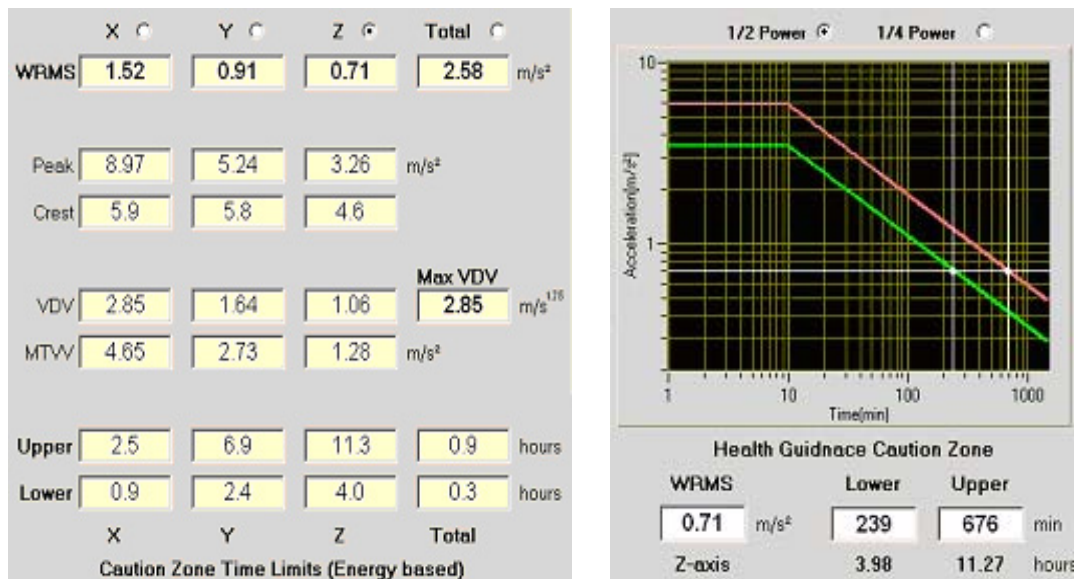 X Y Z Total
WRMS 1.52 0.91 0.71 2.58 m/s²
Peak 8.97 5.24 3.26 m/s²
Crest 5.9 5.8 4.6
Max VDV
VDV 2.85 1.64 1.06 2.85 m/s¹·⁷⁵
MTVV 4.65 2.73 1.28 m/s²
Upper 2.5 6.9 11.3 0.9 hours
Lower 0.9 2.4 4.0 0.3 hours
X Y Z Total
Caution Zone Time Limits (Energy based)
1/2 Power 1/4 Power
10
1
Acceleration[m/s²]
1 10 100 1000
Time[min]
Health Guidnace Caution Zone
WRMS Lower Upper
0.71 m/s² 239 676 min
Z-axis 3.98 11.27 hours